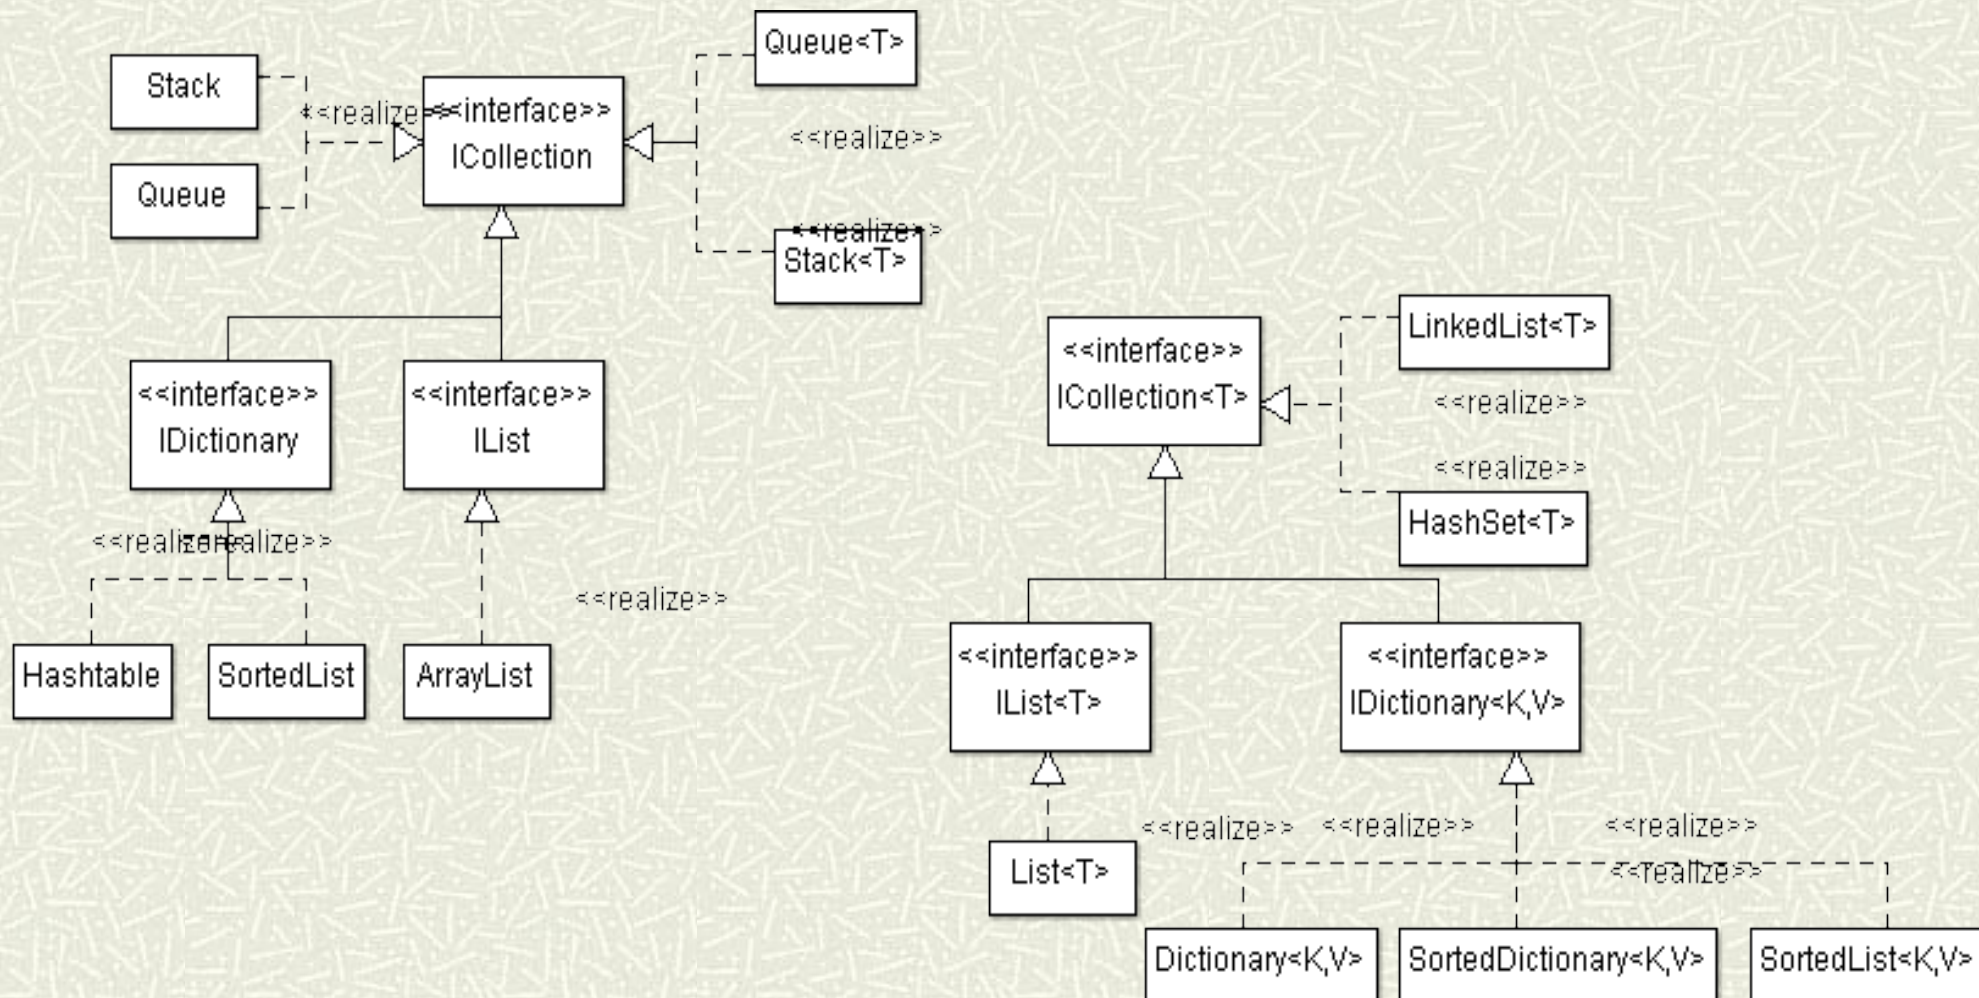 Queue<T>
Stack
<<realize>>
<<interface>>
ICollection
<<realize>>
Queue
<<realize>>
Stack<T>
<<interface>>
ICollection<T>
LinkedList<T>
<<realize>>
<<realize>>
HashSet<T>
<<interface>>
IDictionary
<<interface>>
IList
<<realize>>
<<realize>>
<<realize>>
Hashtable
SortedList
ArrayList
<<interface>>
IList<T>
<<interface>>
IDictionary<K,V>
<<realize>>
<<realize>>
<<realize>>
<<realize>>
List<T>
Dictionary<K,V>
SortedDictionary<K,V>
SortedList<K,V>